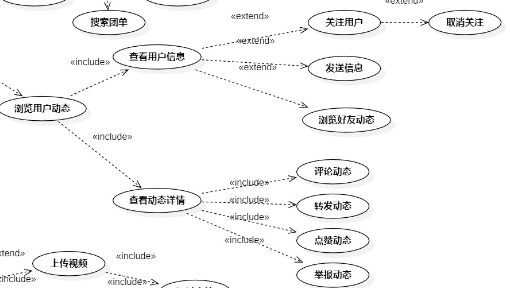 «extend»
«extend»
搜索团单
关注用户
取消关注
«extend»
查看用户信息
«include»
«extend»
发送信息
浏览用户动态
浏览好友动态
«include»
评论动态
«include»
查看动态详情
«include»
转发动态
«include»
点赞动态
«include»
上传视频
«include»
举报动态
«include»
«include»